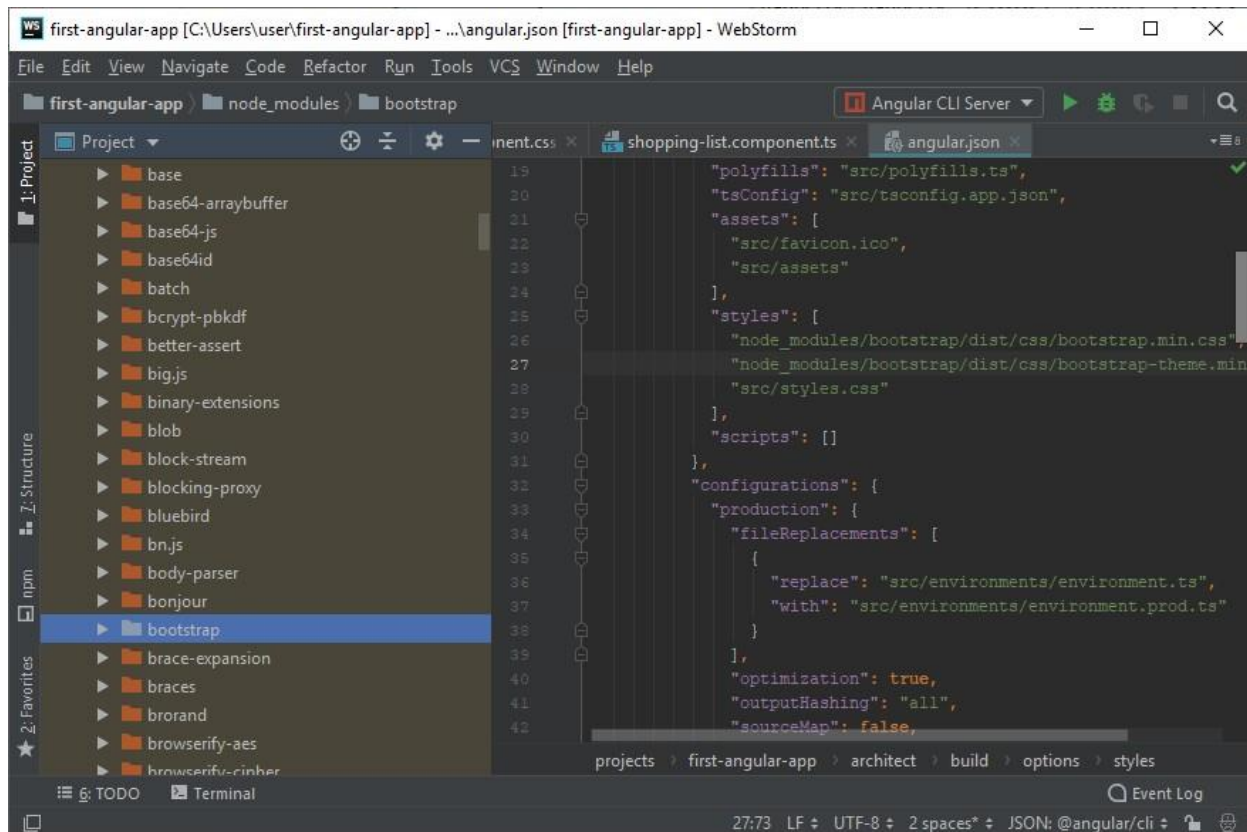 WS first-angular-app [C:\Users\user\first-angular-app] - ...\angular.json [first-angular-app] - WebStorm
File Edit View Navigate Code Refactor Run Tools VCS Window Help
first-angular-app node_modules bootstrap Angular CLI Server
Project
nent.css shopping-list.component.ts angular.json 8
1: Project
7: Structure
npm
2: Favorites
base
base64-arraybuffer
base64-js
base64id
batch
bcrypt-pbkdf
better-assert
big.js
binary-extensions
blob
block-stream
blocking-proxy
bluebird
bn.js
body-parser
bonjour
bootstrap
brace-expansion
braces
brorand
browserify-aes
browserify-cipher
19 "polyfills": "src/polyfills.ts",
20 "tsConfig": "src/tsconfig.app.json",
21 "assets": [
22 "src/favicon.ico",
23 "src/assets"
24 ],
25 "styles": [
26 "node_modules/bootstrap/dist/css/bootstrap.min.css",
27 "node_modules/bootstrap/dist/css/bootstrap-theme.min
28 "src/styles.css"
29 ],
30 "scripts": []
31 },
32 "configurations": {
33 "production": {
34 "fileReplacements": [
35 {
36 "replace": "src/environments/environment.ts",
37 "with": "src/environments/environment.prod.ts"
38 }
39 ],
40 "optimization": true,
41 "outputHashing": "all",
42 "sourceMap": false,
projects first-angular-app architect build options styles
6: TODO Terminal Event Log
27:73 LF UTF-8 2 spaces* JSON: @angular/cli